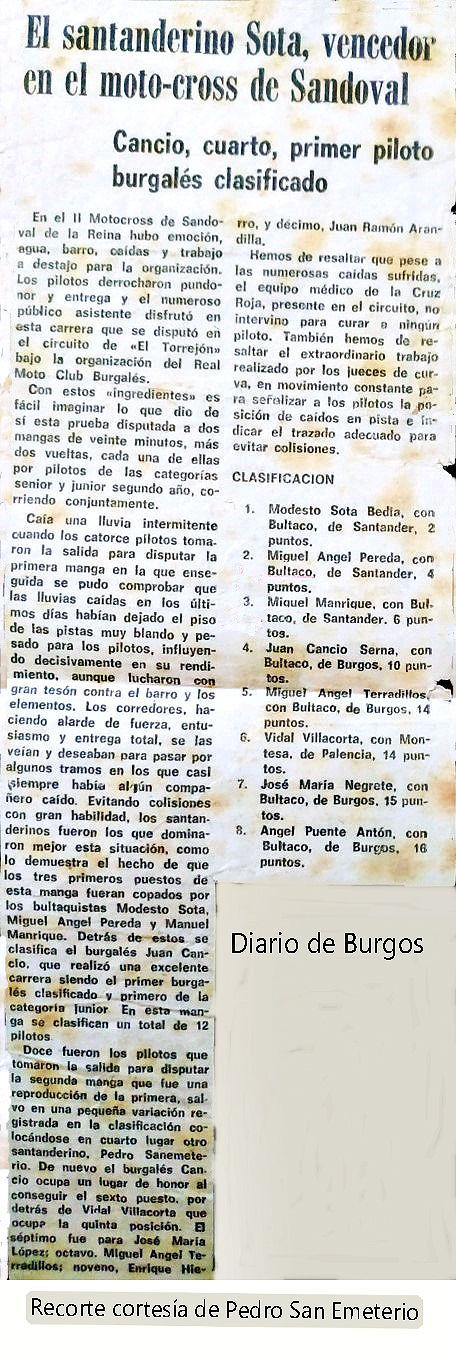 El santanderino Sota, vencedor
en el moto-cross de Sandoval
Cancio, cuarto, primer piloto
burgalés clasificado
En el II Motocross de Sando-
val de la Reina hubo emoción,
agua, barro, caídas y trabajo
a destajo para la organización.
Los pilotos derrocharon pundo-
nor y entrega y el numeroso
público asistente disfrutó en
esta carrera que se disputó en
el circuito de «El Torrejón»
bajo la organización del Real
Moto Club Burgalés.
Con estos «ingredientes» es
fácil imaginar lo que dio de
sí esta prueba disputada a dos
mangas de veinte minutos, más
dos vueltas, cada una de ellas
por pilotos de las categorías
senior y junior segundo año, co-
rriendo conjuntamente.
Caía una lluvia intermitente
cuando los catorce pilotos toma-
ron la salida para disputar la
primera manga en la que ense-
guida se pudo comprobar que
las lluvias caídas en los últi-
mos días habían dejado el piso
de las pistas muy blando y pe-
sado para los pilotos, influyen-
do decisivamente en su rendi-
miento, aunque lucharon con
gran tesón contra el barro y los
elementos. Los corredores, ha-
ciendo alarde de fuerza, entu-
siasmo y entrega total, se las
veían y deseaban para pasar por
algunos tramos en los que casi
siempre había algún compa-
ñero caído. Evitando colisiones
con gran habilidad, los santan-
derinos fueron los que domina-
ron mejor esta situación, como
lo demuestra el hecho de que
los tres primeros puestos de
esta manga fueran copados por
los bultaquistas Modesto Sota,
Miguel Angel Pereda y Manuel
Manrique. Detrás de estos se
clasifica el burgalés Juan Can-
cio, que realizó una excelente
carrera siendo el primer burga-
lés clasificado y primero de la
categoría junior En esta man-
ga se clasifican un total de 12
pilotos
Doce fueron los pilotos que
tomaron la salida para disputar
la segunda manga que fue una
reproducción de la primera, sal-
vo en una pequeña variación re-
gistrada en la clasificación co-
locándose en cuarto lugar otro
santanderino, Pedro Sanemete-
rio. De nuevo el burgalés Can-
cio ocupa un lugar de honor al
conseguir el sexto puesto, por
detrás de Vidal Villacorta que
ocupa la quinta posición. El
séptimo fue para José María
López; octavo, Miguel Angel Te-
rradillos; noveno, Enrique Hie-
rro, y décimo, Juan Ramón Aran-
dilla.
Hemos de resaltar que pese a
las numerosas caídas sufridas,
el equipo médico de la Cruz
Roja, presente en el circuito, no
intervino para curar a ningún
piloto. También hemos de re-
saltar el extraordinario trabajo
realizado por los jueces de cur-
va, en movimiento constante pa-
ra señalizar a los pilotos la po-
sición de caídos en pista e in-
dicar el trazado adecuado para
evitar colisiones.
CLASIFICACION
1. Modesto Sota Bedia, con
Bultaco, de Santander, 2
puntos.
2. Miguel Angel Pereda, con
Bultaco, de Santander, 4
puntos.
3. Miguel Manrique, con Bul-
taco, de Santander. 6 pun-
tos.
4. Juan Cancio Serna, con
Bultaco, de Burgos, 10 pun-
tos.
5. Miguel Angel Terradillos,
con Bultaco, de Burgos, 14
puntos.
6. Vidal Villacorta, con Mon-
tesa, de Palencia, 14 pun-
tos.
7. José María Negrete, con
Bultaco, de Burgos. 15 pun-
tos.
8. Angel Puente Antón, con
Bultaco, de Burgos, 16
puntos.
Diario de Burgos
Recorte cortesía de Pedro San Emeterio